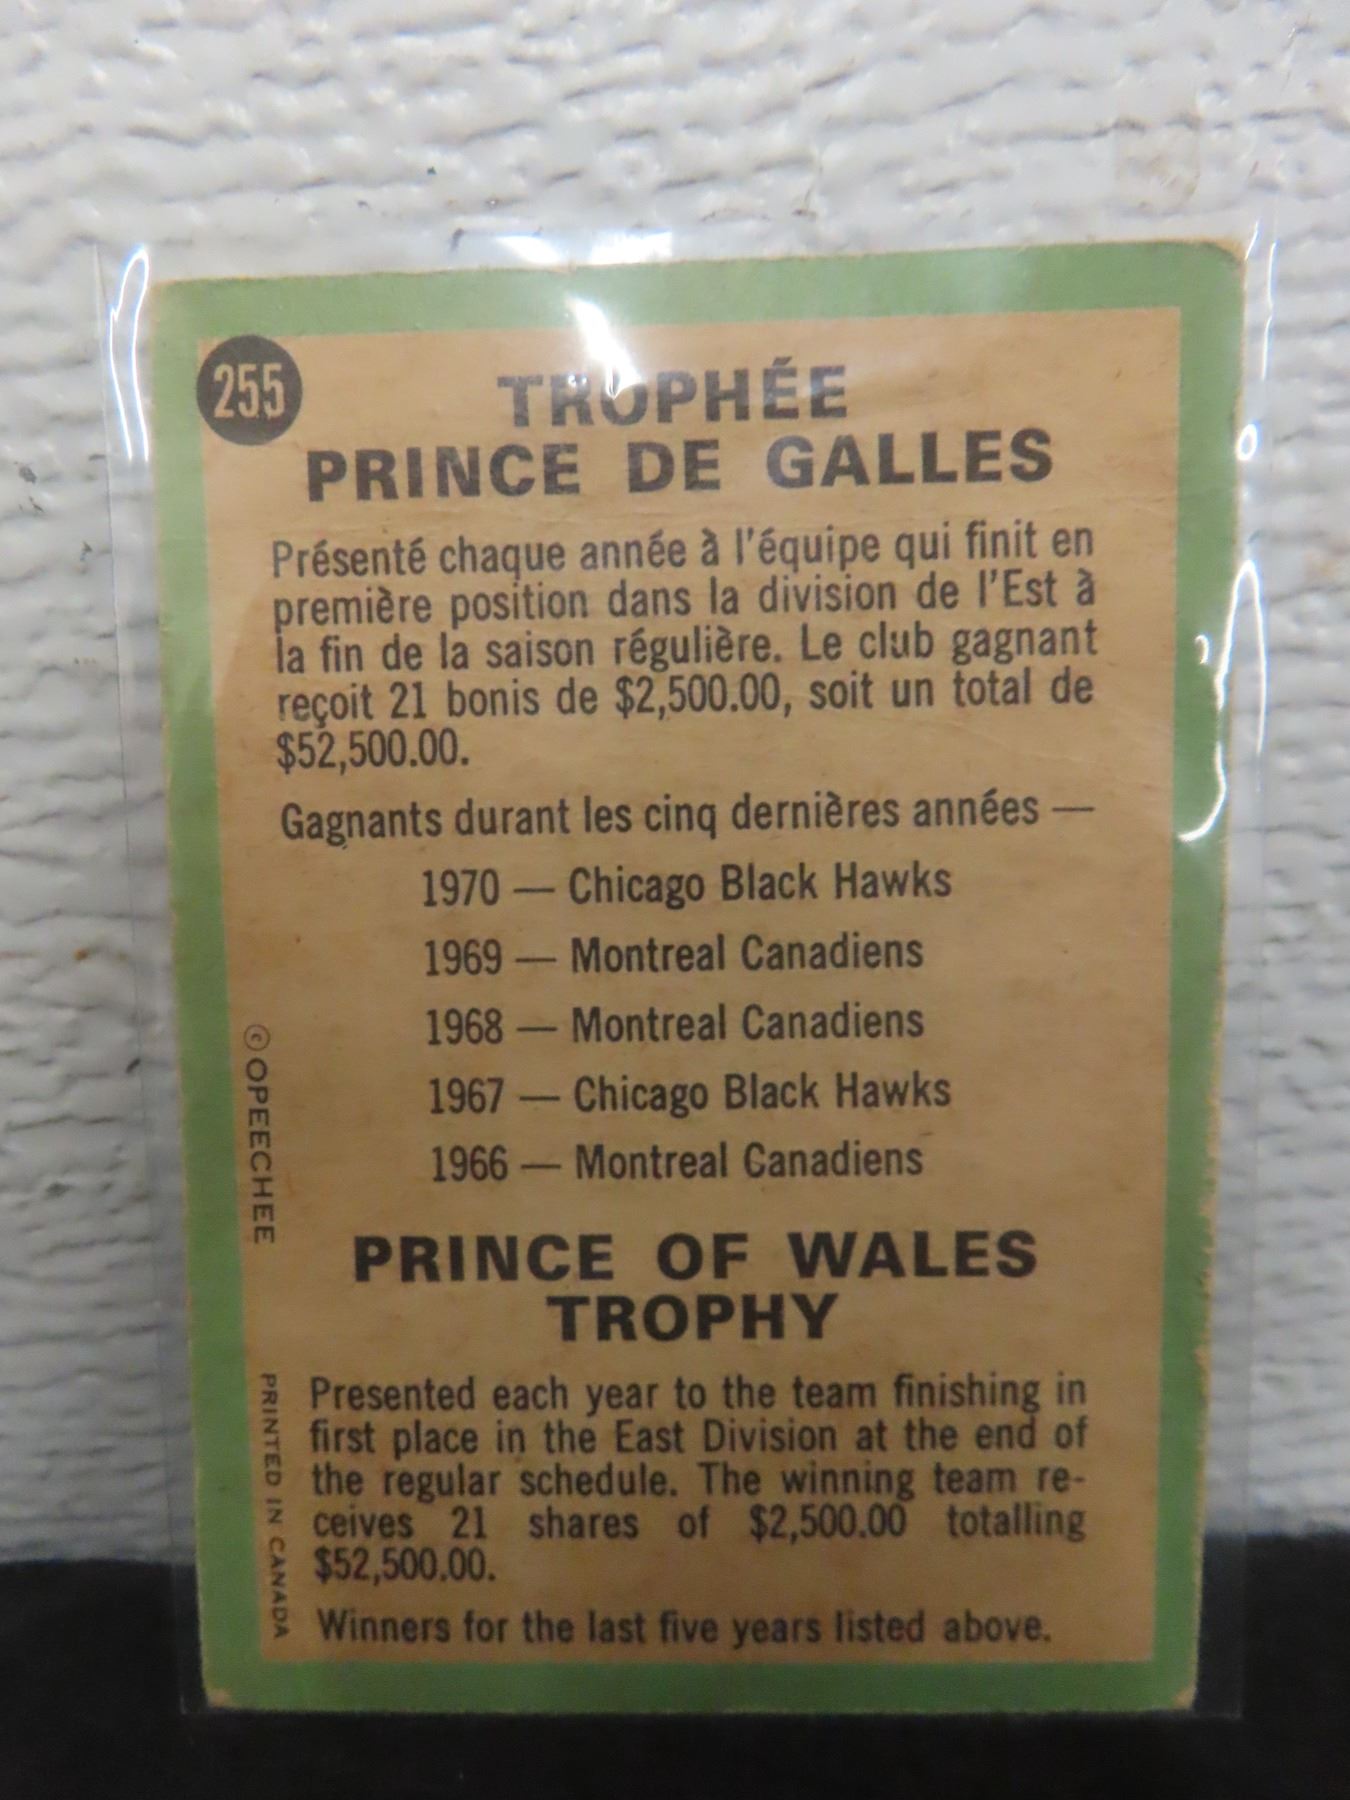 255
TROPHÉE
PRINCE DE GALLES
Présenté chaque année à l'équipe qui finit en
première position dans la division de l'Est à
la fin de la saison régulière. Le club gagnant
reçoit 21 bonis de $2,500.00, soit un total de
$52,500.00.
Gagnants durant les cinq dernières années —
1970 — Chicago Black Hawks
1969 — Montreal Canadiens
1968 — Montreal Canadiens
1967 — Chicago Black Hawks
1966 — Montreal Canadiens
PRINCE OF WALES
TROPHY
Presented each year to the team finishing in
first place in the East Division at the end of
the regular schedule. The winning team re-
ceives 21 shares of $2,500.00 totalling
$52,500.00.
Winners for the last five years listed above.
© OPEECHEE
PRINTED IN CANADA